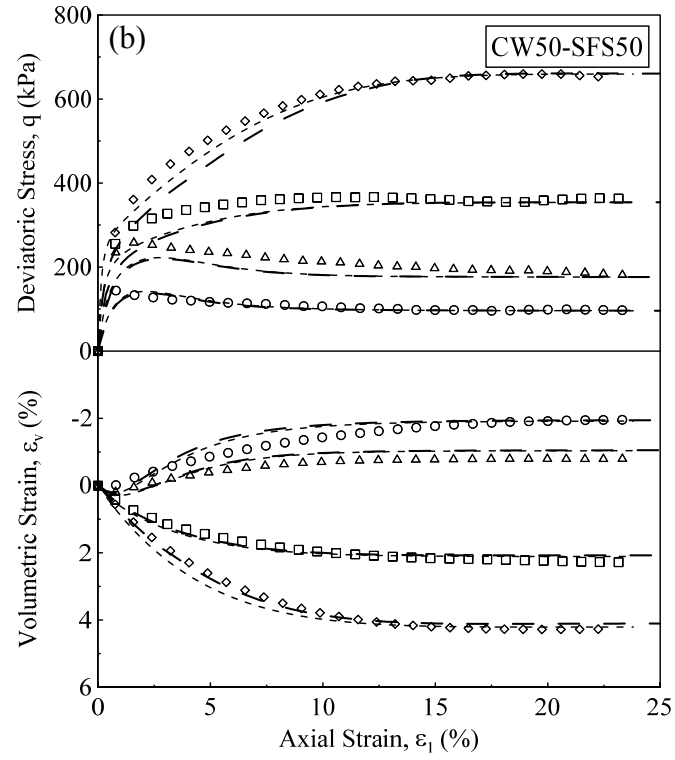 (b)
CW50-SFS50
800
600
400
200
0
Deviatoric Stress, q (kPa)
-2
0
2
4
6
Volumetric Strain, εv (%)
0 5 10 15 20 25
Axial Strain, ε1 (%)